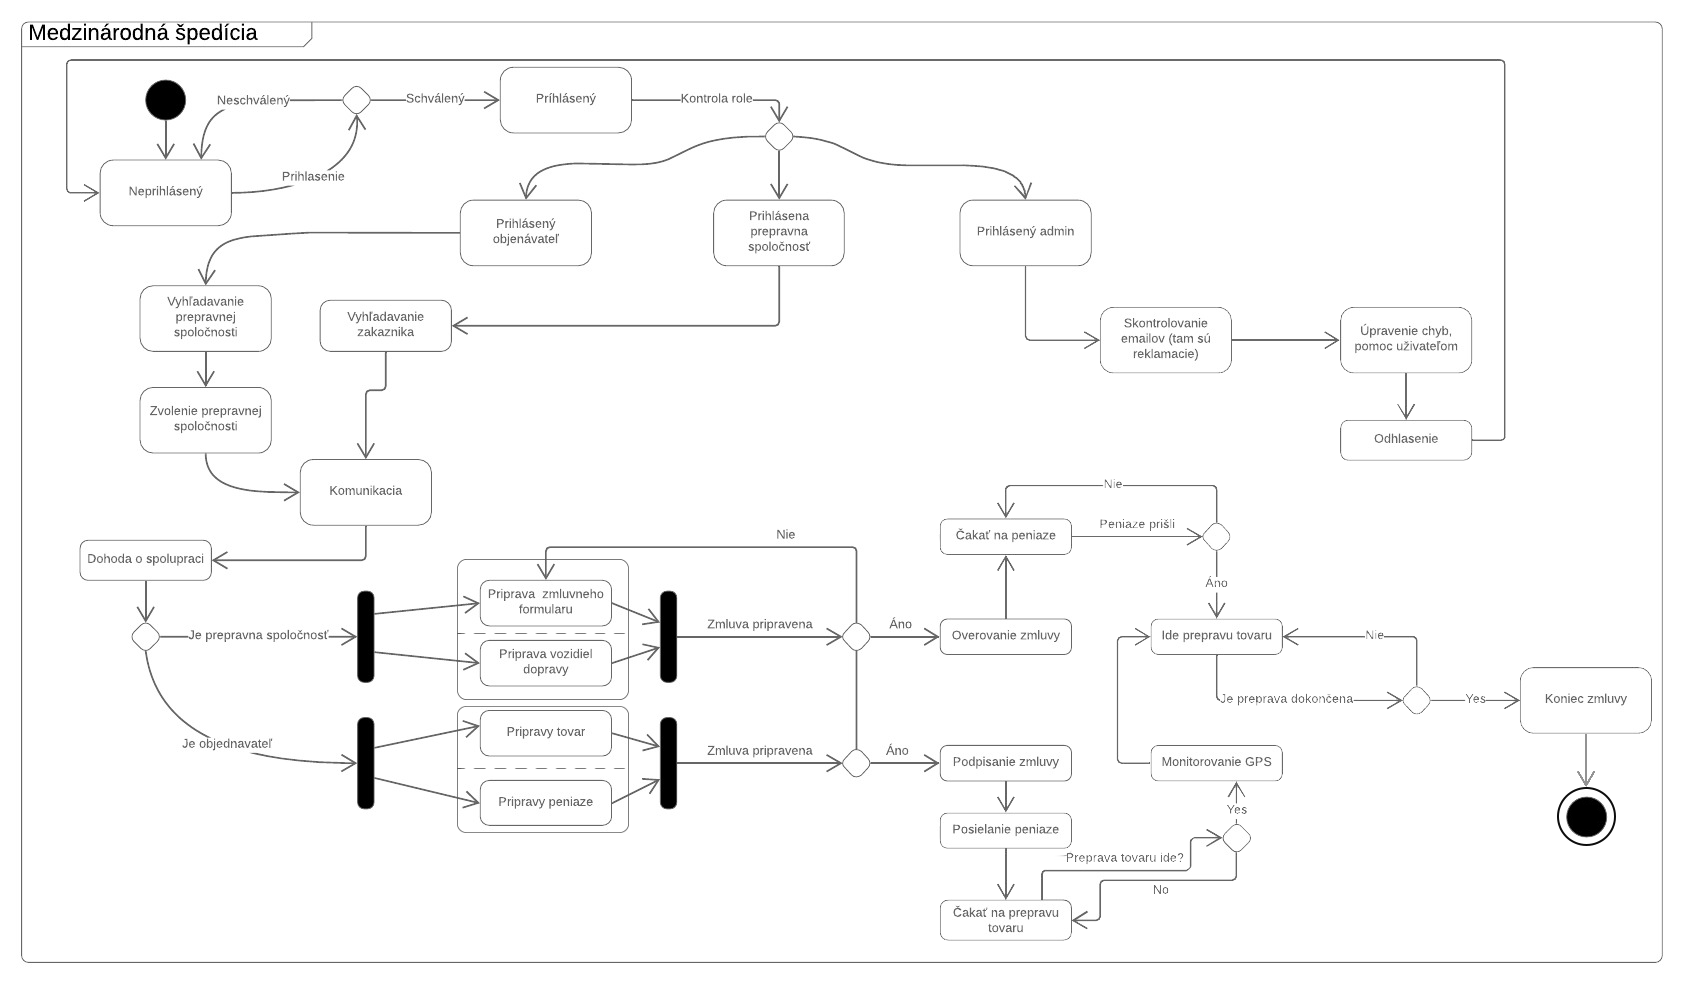 Medzinárodná špedícia
Neschválený
Schválený
Príhlásený
Kontrola role
Prihlasenie
Neprihlásený
Prihlásený
objenávateľ
Prihlásena
prepravna
spoločnosť
Prihlásený admin
Vyhľadavanie
prepravnej
spoločnosti
Vyhľadavanie
zakaznika
Skontrolovanie
emailov (tam sú
reklamacie)
Úpravenie chyb,
pomoc uživateľom
Zvolenie prepravnej
spoločnosti
Odhlasenie
Komunikacia
Nie
Čakať na peniaze
Peniaze prišli
Nie
Dohoda o spolupraci
Áno
Priprava zmluvneho
formularu
Je prepravna spoločnosť
Zmluva pripravena
Áno
Overovanie zmluvy
Ide prepravu tovaru
Nie
Priprava vozidiel
dopravy
Je preprava dokončena
Yes
Koniec zmluvy
Je objednavateľ
Pripravy tovar
Zmluva pripravena
Áno
Podpisanie zmluvy
Monitorovanie GPS
Pripravy peniaze
Yes
Posielanie peniaze
Preprava tovaru ide?
No
Čakať na prepravu
tovaru